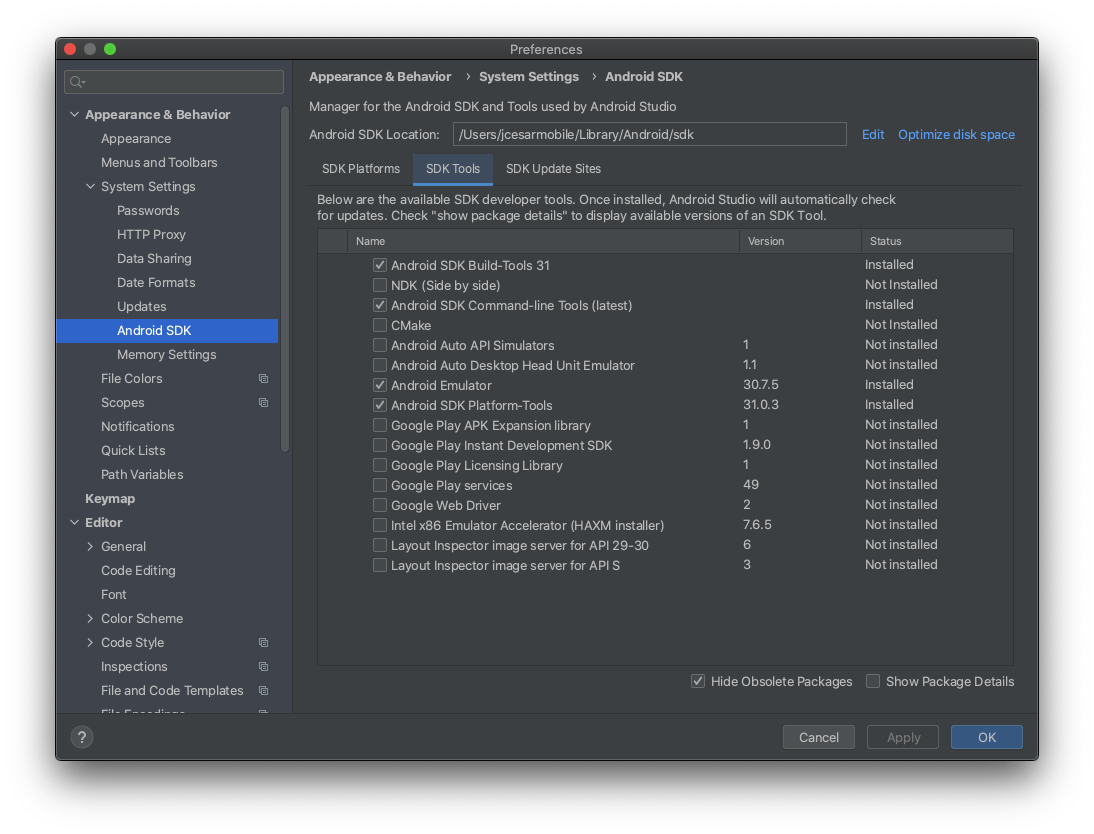 Preferences
Appearance & Behavior
Appearance
Menus and Toolbars
System Settings
Passwords
HTTP Proxy
Data Sharing
Date Formats
Updates
Android SDK
Memory Settings
File Colors
Scopes
Notifications
Quick Lists
Path Variables
Keymap
Editor
General
Code Editing
Font
Color Scheme
Code Style
Inspections
File and Code Templates
File Encodings
Appearance & Behavior › System Settings › Android SDK
Manager for the Android SDK and Tools used by Android Studio
Android SDK Location: /Users/jcesarmobile/Library/Android/sdk Edit Optimize disk space
SDK Platforms SDK Tools SDK Update Sites
Below are the available SDK developer tools. Once installed, Android Studio will automatically check
for updates. Check "show package details" to display available versions of an SDK Tool.
Name Version Status
Android SDK Build-Tools 31 Installed
NDK (Side by side) Not Installed
Android SDK Command-line Tools (latest) Installed
CMake Not Installed
Android Auto API Simulators 1 Not installed
Android Auto Desktop Head Unit Emulator 1.1 Not installed
Android Emulator 30.7.5 Installed
Android SDK Platform-Tools 31.0.3 Installed
Google Play APK Expansion library 1 Not installed
Google Play Instant Development SDK 1.9.0 Not installed
Google Play Licensing Library 1 Not installed
Google Play services 49 Not installed
Google Web Driver 2 Not installed
Intel x86 Emulator Accelerator (HAXM installer) 7.6.5 Not installed
Layout Inspector image server for API 29-30 6 Not installed
Layout Inspector image server for API S 3 Not installed
Hide Obsolete Packages Show Package Details
? Cancel Apply OK